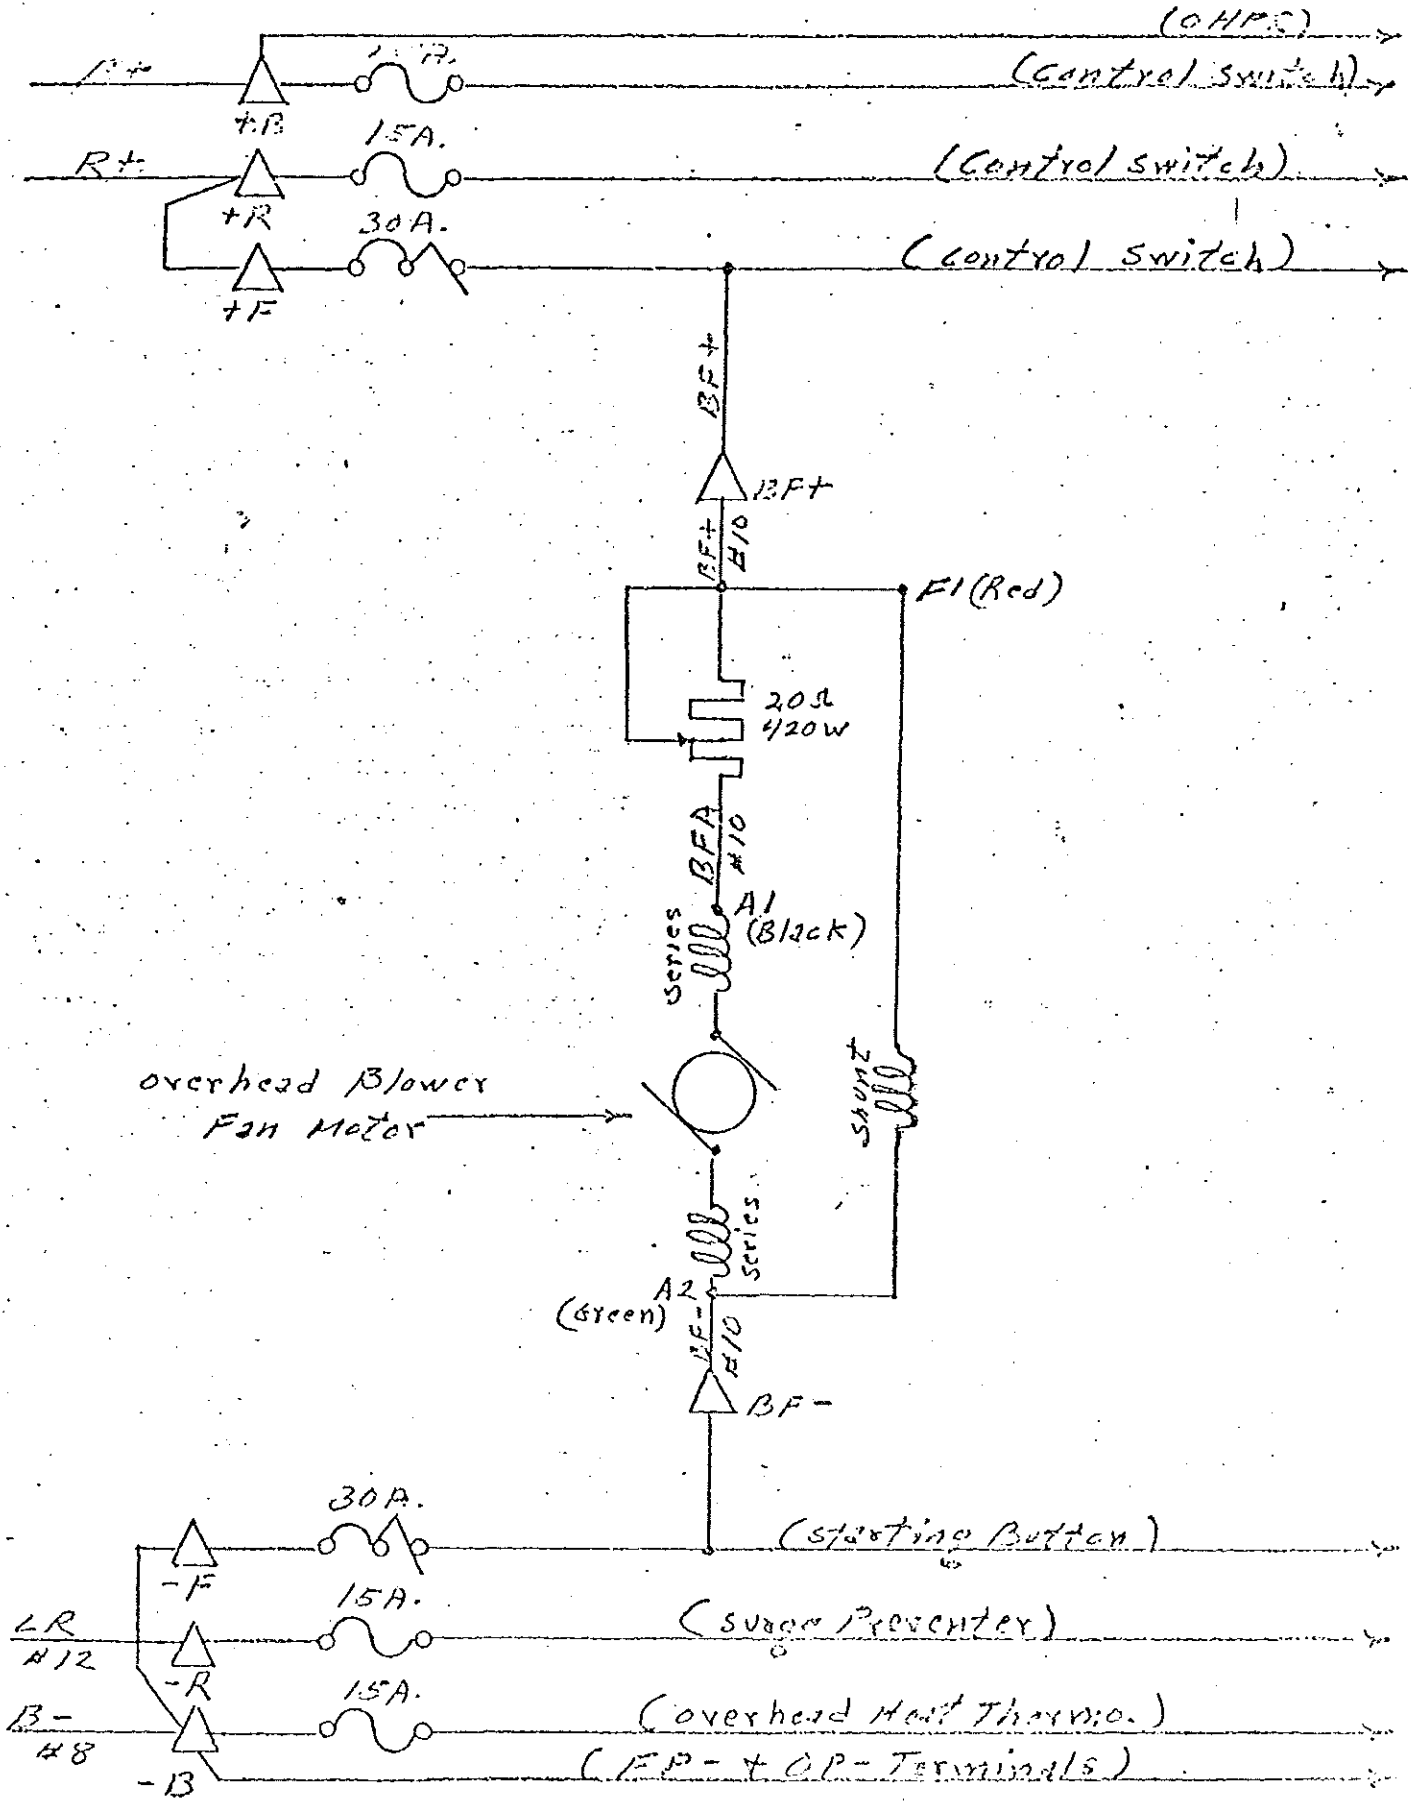 (OHPS)
B+
(Control Switch)
+B
15A.
R+
(Control Switch)
+R
30A.
(Control Switch)
+F
BF+
BF+
BF+
#10
F1 (Red)
20Ω
420W
BFA
#10
A1
(Black)
Series
Overhead Blower
Fan Motor
Shunt
Series
A2
(Green)
BF-
#10
BF-
30A.
(Starting Button)
-F
LR
#12
15A.
(Surge Preventer)
-R
B-
#8
15A.
(Overhead Heat Thermo.)
(FP- + OP- Terminals)
-B